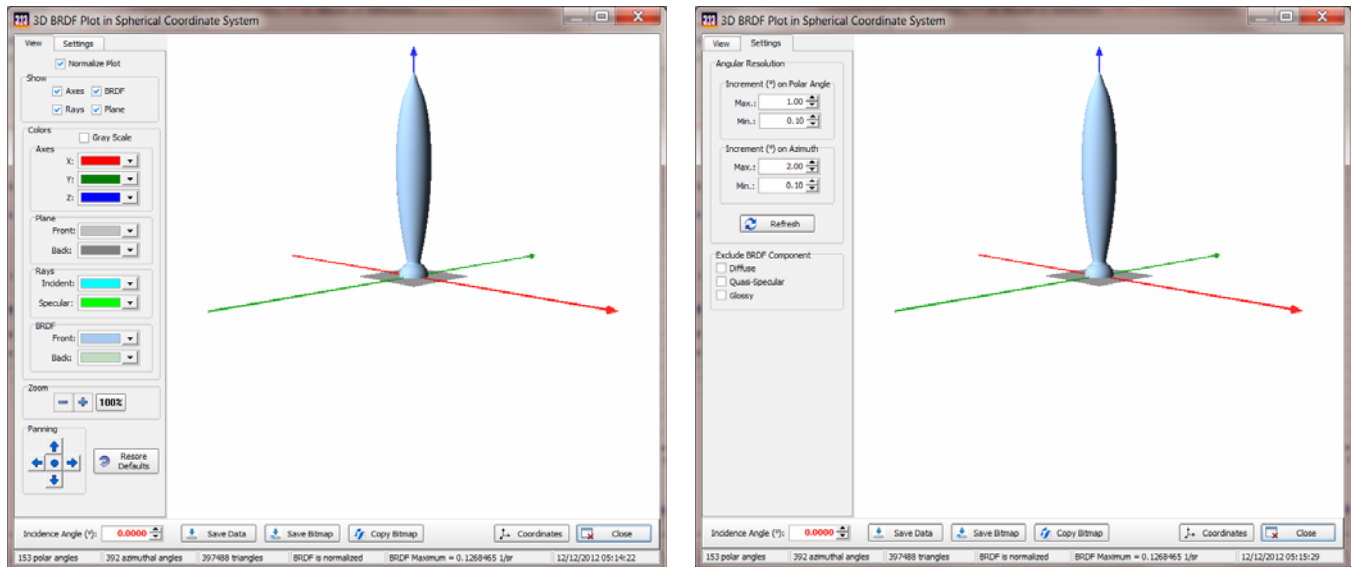 3D BRDF Plot in Spherical Coordinate System
View Settings
Normalize Plot
Show
Axes BRDF
Rays Plane
Colors
Gray Scale
Axes
X:
Y:
Z:
Plane
Front:
Back:
Rays
Incident:
Specular:
BRDF
Front:
Back:
Zoom
100%
Panning
Resore
Defaults
Incidence Angle (°): 0.0000 Save Data Save Bitmap Copy Bitmap Coordinates Close
153 polar angles 392 azimuthal angles 397488 triangles BRDF is normalized BRDF Maximum = 0.1268465 1/sr 12/12/2012 05:14:22
3D BRDF Plot in Spherical Coordinate System
View Settings
Angular Resolution
Increment (°) on Polar Angle
Max.: 1.00
Min.: 0.10
Increment (°) on Azimuth
Max.: 2.00
Min.: 0.10
Refresh
Exclude BRDF Component
Diffuse
Quasi-Specular
Glossy
Incidence Angle (°): 0.0000 Save Data Save Bitmap Copy Bitmap Coordinates Close
153 polar angles 392 azimuthal angles 397488 triangles BRDF is normalized BRDF Maximum = 0.1268465 1/sr 12/12/2012 05:15:29